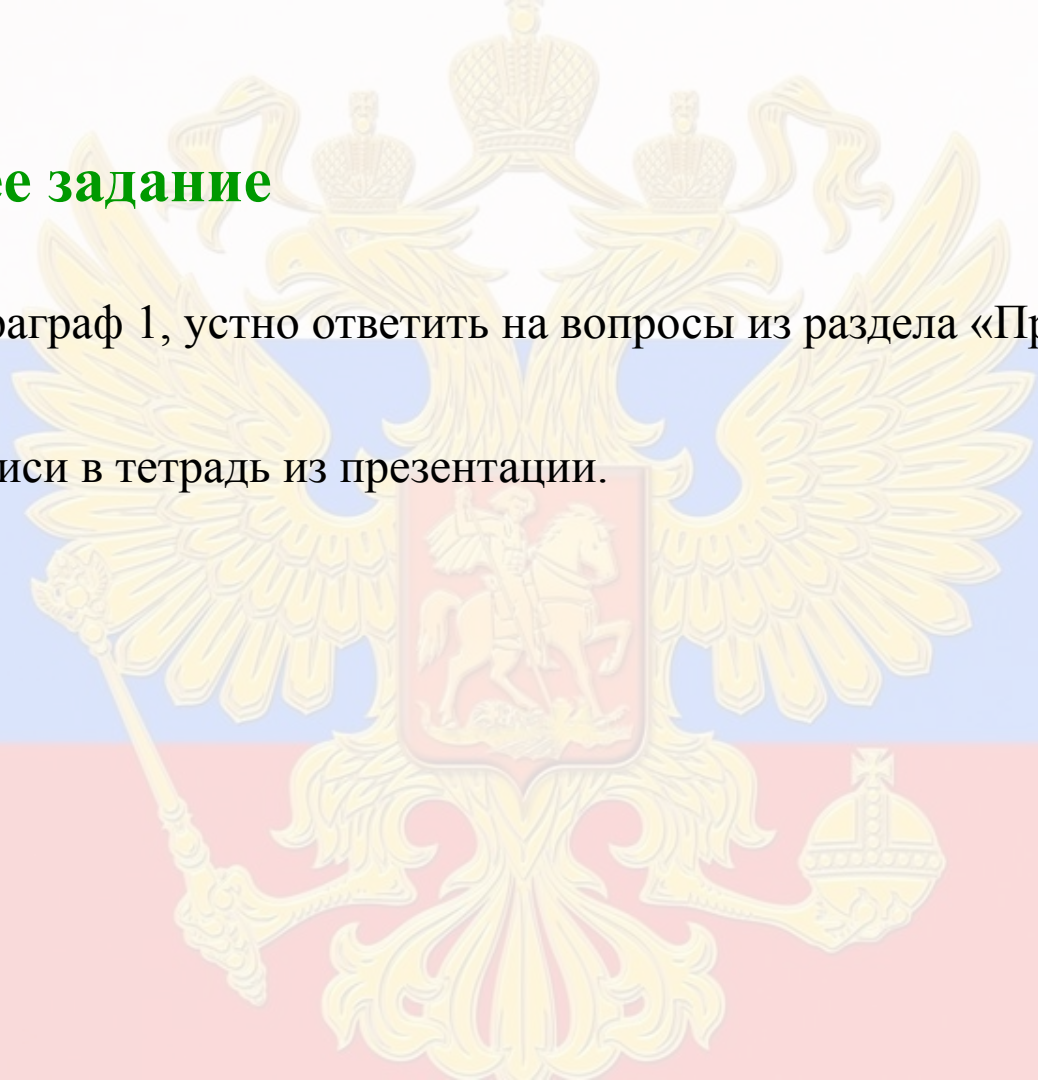 ее задание
раграф 1, устно ответить на вопросы из раздела «Пр
иси в тетрадь из презентации.